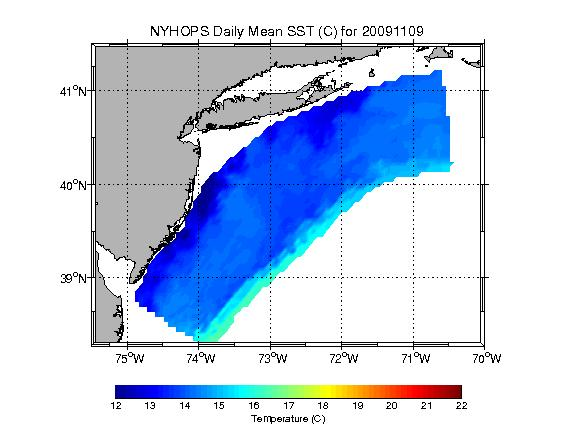 NYHOPS Daily Mean SST (C) for 20091109
41°N
40°N
39°N
75°W 74°W 73°W 72°W 71°W 70°W
12 13 14 15 16 17 18 19 20 21 22
Temperature (C)